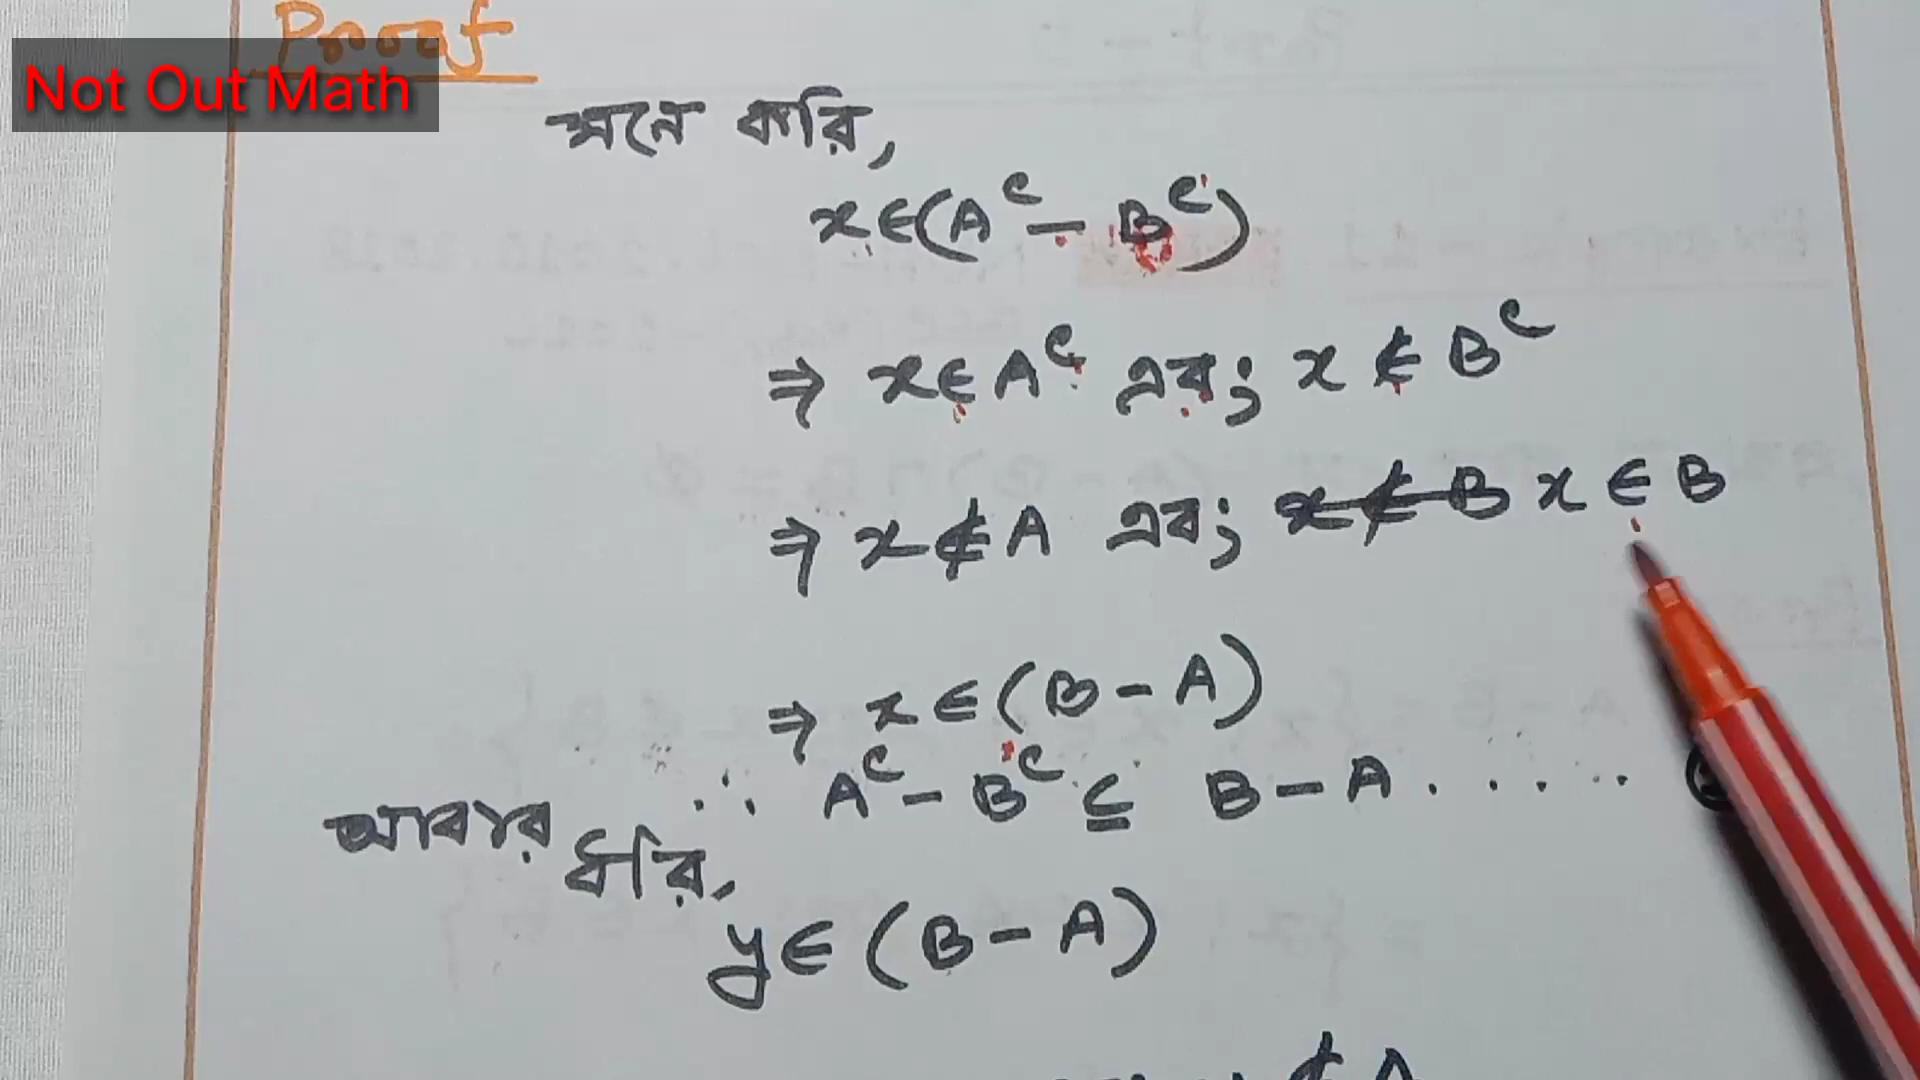 Proof
Not Out Math
মনে করি,
x∈(Aᶜ - Bᶜ)
⇒ x∈Aᶜ এবং x ∉ Bᶜ
⇒ x∉A এবং x∉B x ∈ B
⇒ x∈(B-A)
∴ Aᶜ-Bᶜ ⊆ B-A......
আবার ধরি,
y∈(B-A)